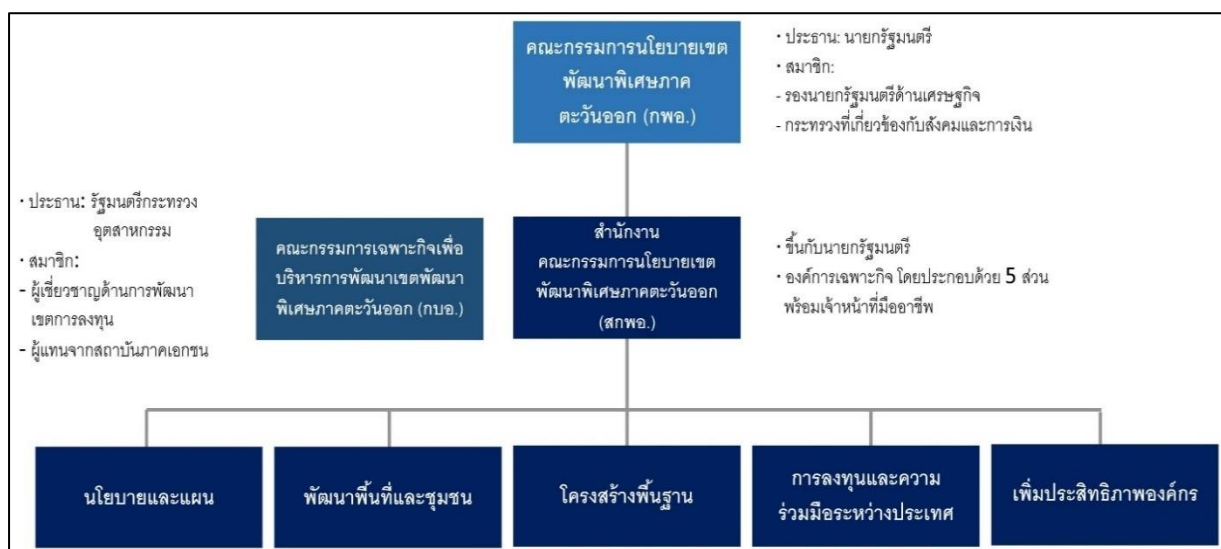 คณะกรรมการนโยบายเขต
พัฒนาพิเศษภาค
ตะวันออก (กพอ.)
· ประธาน: นายกรัฐมนตรี
· สมาชิก:
- รองนายกรัฐมนตรีด้านเศรษฐกิจ
- กระทรวงที่เกี่ยวข้องกับสังคมและการเงิน
· ประธาน: รัฐมนตรีกระทรวง
อุตสาหกรรม
· สมาชิก:
- ผู้เชี่ยวชาญด้านการพัฒนา
เขตการลงทุน
- ผู้แทนจากสถาบันภาคเอกชน
คณะกรรมการเฉพาะกิจเพื่อ
บริหารการพัฒนาเขตพัฒนา
พิเศษภาคตะวันออก (กบอ.)
สำนักงาน
คณะกรรมการนโยบายเขต
พัฒนาพิเศษภาคตะวันออก
(สกพอ.)
· ขึ้นกับนายกรัฐมนตรี
· องค์การเฉพาะกิจ โดยประกอบด้วย 5 ส่วน
พร้อมเจ้าหน้าที่มืออาชีพ
นโยบายและแผน
พัฒนาพื้นที่และชุมชน
โครงสร้างพื้นฐาน
การลงทุนและความ
ร่วมมือระหว่างประเทศ
เพิ่มประสิทธิภาพองค์กร